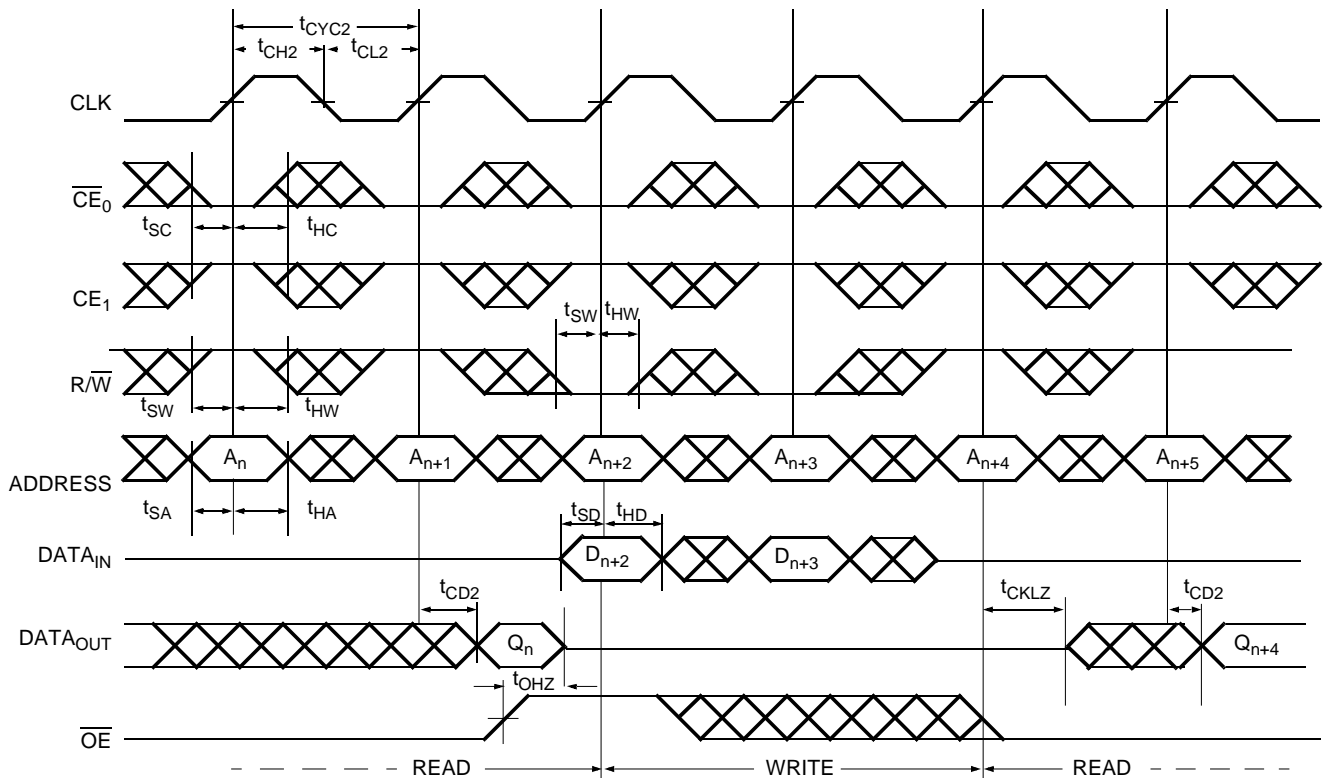 tCYC2
tCH2 tCL2
CLK
CE0
tSC tHC
CE1
tSW tHW
R/W
tSW tHW
An An+1 An+2 An+3 An+4 An+5
ADDRESS
tSA tHA
tSD tHD
DATAIN Dn+2 Dn+3
tCD2 tCKLZ tCD2
DATAOUT Qn Qn+4
tOHZ
OE
READ WRITE READ